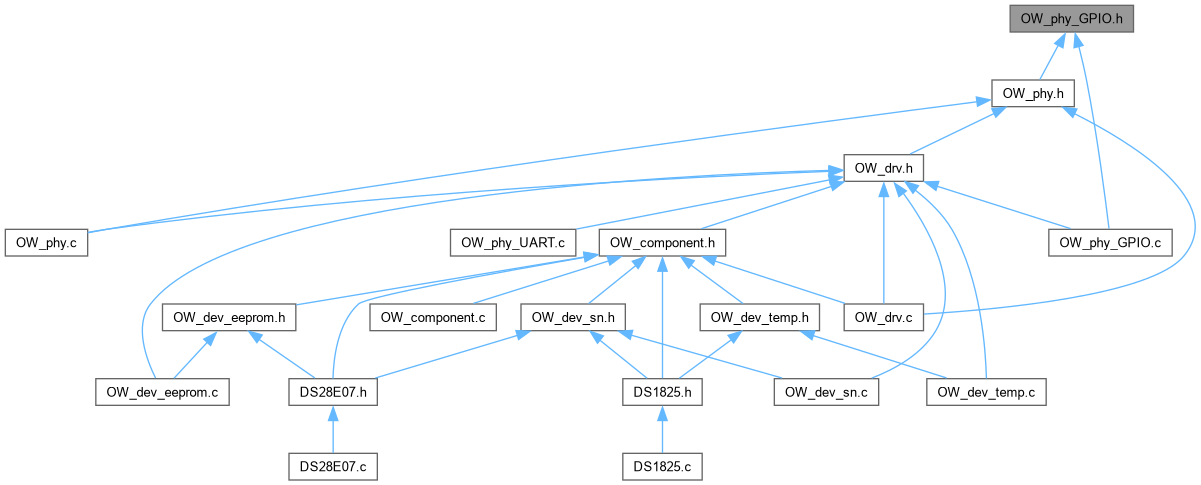 OW_phy_GPIO.h
OW_phy.h
OW_drv.h
OW_phy.c
OW_phy_UART.c
OW_component.h
OW_phy_GPIO.c
OW_dev_eeprom.h
OW_component.c
OW_dev_sn.h
OW_dev_temp.h
OW_drv.c
OW_dev_eeprom.c
DS28E07.h
DS1825.h
OW_dev_sn.c
OW_dev_temp.c
DS28E07.c
DS1825.c